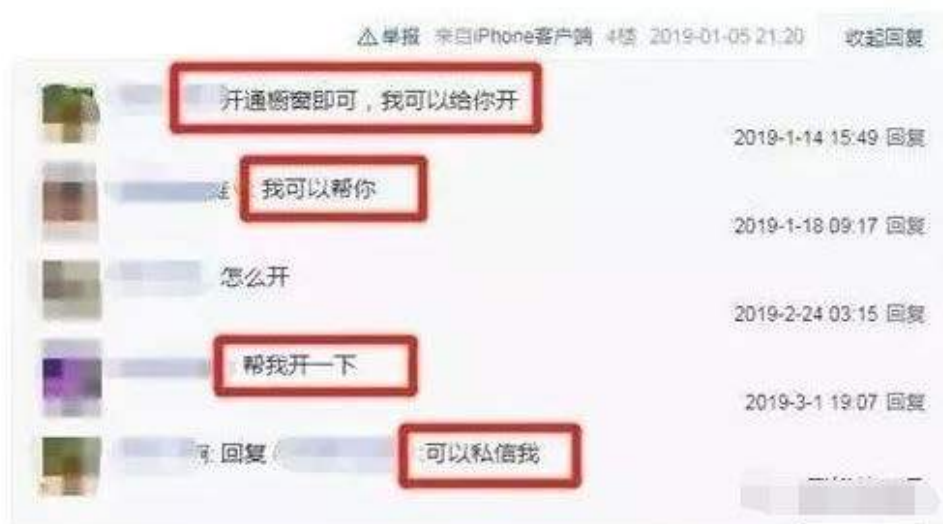 举报 来自iPhone客户端 4楼 2019-01-05 21:20 收起回复
开通橱窗即可，我可以给你开
2019-1-14 15:49 回复
我可以帮你
2019-1-18 09:17 回复
怎么开
2019-2-24 03:15 回复
帮我开一下
2019-3-1 19:07 回复
回复 可以私信我